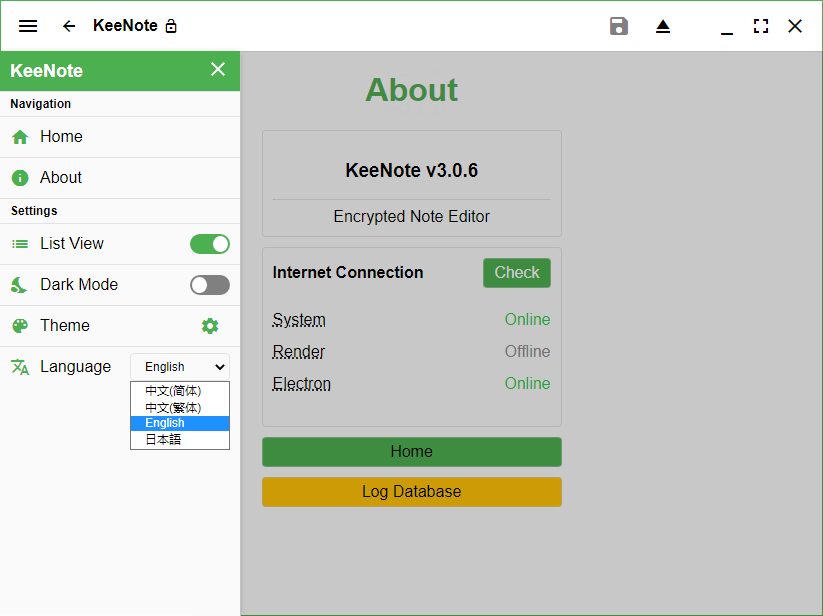 KeeNote
KeeNote
Navigation
Home
About
Settings
List View
Dark Mode
Theme
Language
English
中文(简体)
中文(繁体)
English
日本語
About
KeeNote v3.0.6
Encrypted Note Editor
Internet Connection
Check
System
Online
Render
Offline
Electron
Online
Home
Log Database